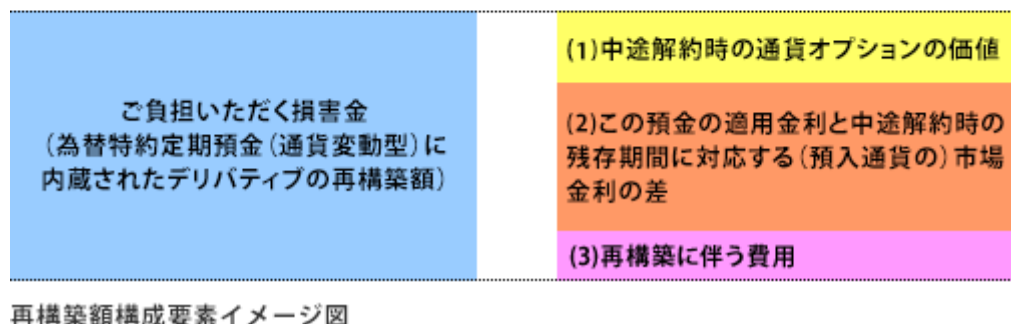 ご負担いただく損害金
（為替特約定期預金（通貨変動型）に
内蔵されたデリバティブの再構築額）
(1)中途解約時の通貨オプションの価値
(2)この預金の適用金利と中途解約時の
残存期間に対応する（預入通貨の）市場
金利の差
(3)再構築に伴う費用
再構築額構成要素イメージ図